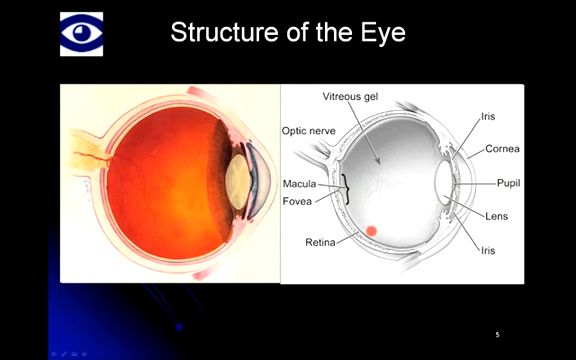 Structure of the Eye
Vitreous gel
Iris
Optic nerve
Cornea
Macula
Pupil
Fovea
Lens
Retina
Iris
5